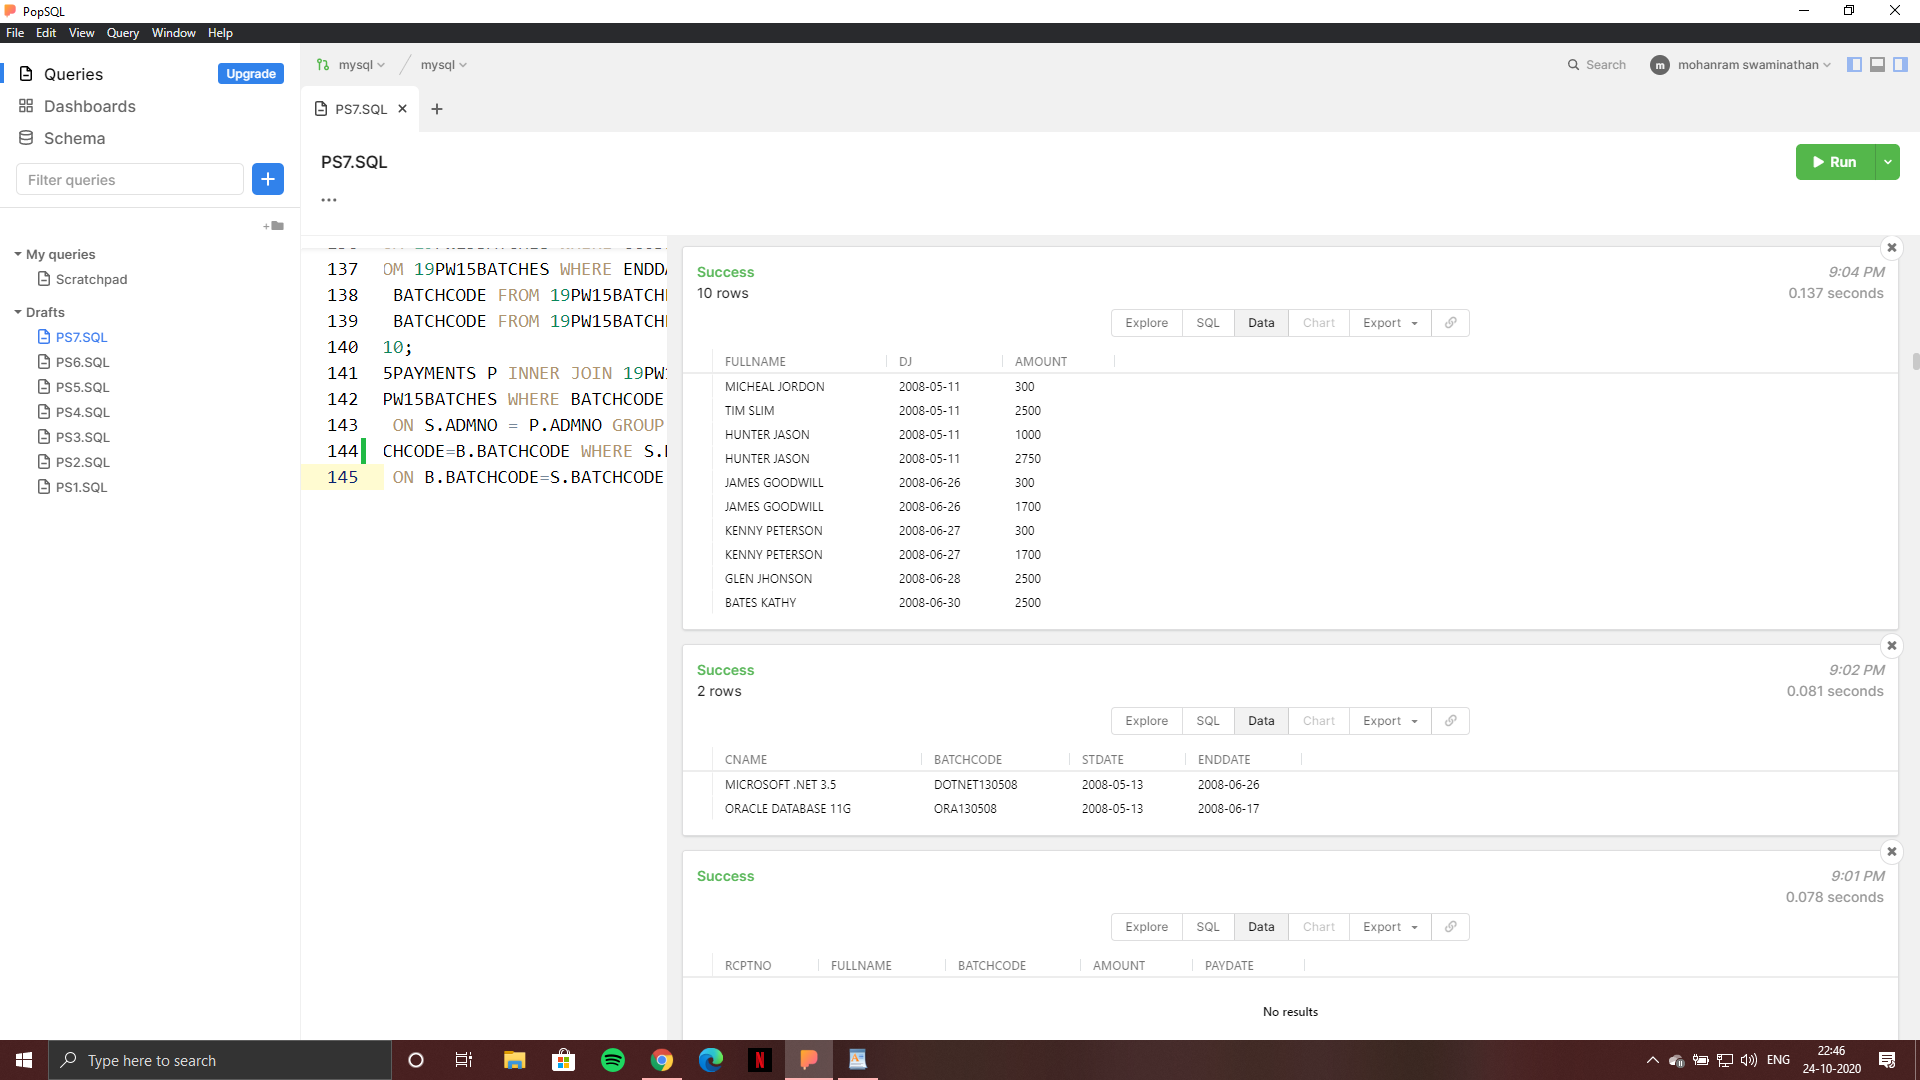 PopSQL
File Edit View Query Window Help
Queries Upgrade
Dashboards
Schema
Filter queries
My queries
Scratchpad
Drafts
PS7.SQL
PS6.SQL
PS5.SQL
PS4.SQL
PS3.SQL
PS2.SQL
PS1.SQL
mysql mysql
Search m mohanram swaminathan
PS7.SQL
PS7.SQL
Run
137 OM 19PW15BATCHES WHERE ENDDA
138 BATCHCODE FROM 19PW15BATCH
139 BATCHCODE FROM 19PW15BATCH
140 10;
141 5PAYMENTS P INNER JOIN 19PW
142 PW15BATCHES WHERE BATCHCODE
143 ON S.ADMNO = P.ADMNO GROUP
144 CHCODE=B.BATCHCODE WHERE S.
145 ON B.BATCHCODE=S.BATCHCODE
Success 9:04 PM
10 rows 0.137 seconds
Explore SQL Data Chart Export
FULLNAME DJ AMOUNT
MICHEAL JORDON 2008-05-11 300
TIM SLIM 2008-05-11 2500
HUNTER JASON 2008-05-11 1000
HUNTER JASON 2008-05-11 2750
JAMES GOODWILL 2008-06-26 300
JAMES GOODWILL 2008-06-26 1700
KENNY PETERSON 2008-06-27 300
KENNY PETERSON 2008-06-27 1700
GLEN JHONSON 2008-06-28 2500
BATES KATHY 2008-06-30 2500
Success 9:02 PM
2 rows 0.081 seconds
Explore SQL Data Chart Export
CNAME BATCHCODE STDATE ENDDATE
MICROSOFT .NET 3.5 DOTNET130508 2008-05-13 2008-06-26
ORACLE DATABASE 11G ORA130508 2008-05-13 2008-06-17
Success 9:01 PM
0.078 seconds
Explore SQL Data Chart Export
RCPTNO FULLNAME BATCHCODE AMOUNT PAYDATE
No results
Type here to search
ENG
22:46
24-10-2020